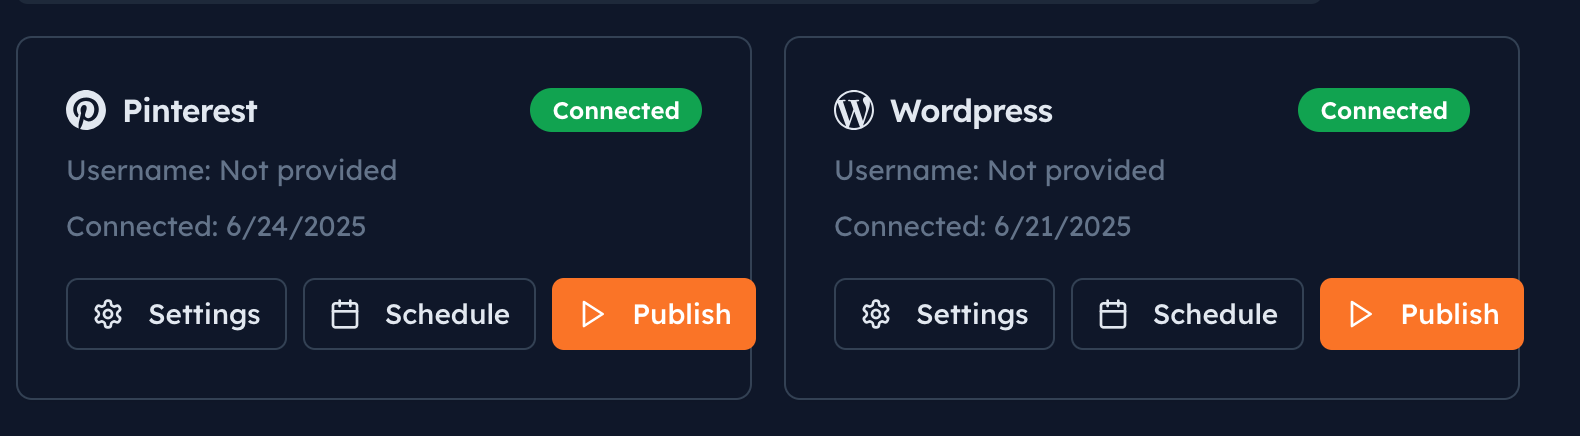 Pinterest
Connected
Username: Not provided
Connected: 6/24/2025
Settings
Schedule
Publish
Wordpress
Connected
Username: Not provided
Connected: 6/21/2025
Settings
Schedule
Publish